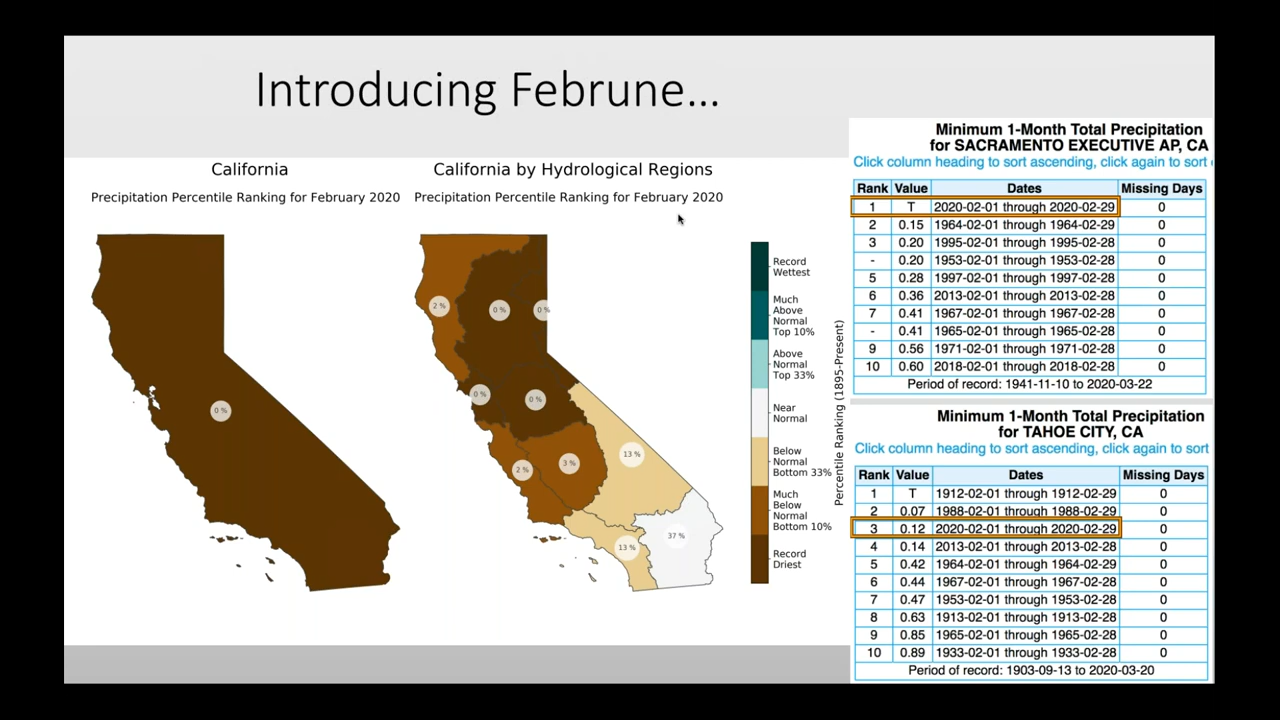 Introducing Februne...
California
Precipitation Percentile Ranking for February 2020
0 %
California by Hydrological Regions
Precipitation Percentile Ranking for February 2020
2 %
0 %
0 %
0 %
0 %
13 %
2 %
3 %
37 %
13 %
Record
Wettest
Much
Above
Normal
Top 10%
Above
Normal
Top 33%
Near
Normal
Below
Normal
Bottom 33%
Much
Below
Normal
Bottom 10%
Record
Driest
Percentile Ranking (1895-Present)
Minimum 1-Month Total Precipitation
for SACRAMENTO EXECUTIVE AP, CA
Click column heading to sort ascending, click again to sort
Rank Value Dates Missing Days
1 T 2020-02-01 through 2020-02-29 0
2 0.15 1964-02-01 through 1964-02-29 0
3 0.20 1995-02-01 through 1995-02-28 0
- 0.20 1953-02-01 through 1953-02-28 0
5 0.28 1997-02-01 through 1997-02-28 0
6 0.36 2013-02-01 through 2013-02-28 0
7 0.41 1967-02-01 through 1967-02-28 0
- 0.41 1965-02-01 through 1965-02-28 0
9 0.56 1971-02-01 through 1971-02-28 0
10 0.60 2018-02-01 through 2018-02-28 0
Period of record: 1941-11-10 to 2020-03-22
Minimum 1-Month Total Precipitation
for TAHOE CITY, CA
Click column heading to sort ascending, click again to sort
Rank Value Dates Missing Days
1 T 1912-02-01 through 1912-02-29 0
2 0.07 1988-02-01 through 1988-02-29 0
3 0.12 2020-02-01 through 2020-02-29 0
4 0.14 2013-02-01 through 2013-02-28 0
5 0.42 1964-02-01 through 1964-02-29 0
6 0.44 1967-02-01 through 1967-02-28 0
7 0.47 1953-02-01 through 1953-02-28 0
8 0.63 1913-02-01 through 1913-02-28 0
9 0.85 1965-02-01 through 1965-02-28 0
10 0.89 1933-02-01 through 1933-02-28 0
Period of record: 1903-09-13 to 2020-03-20